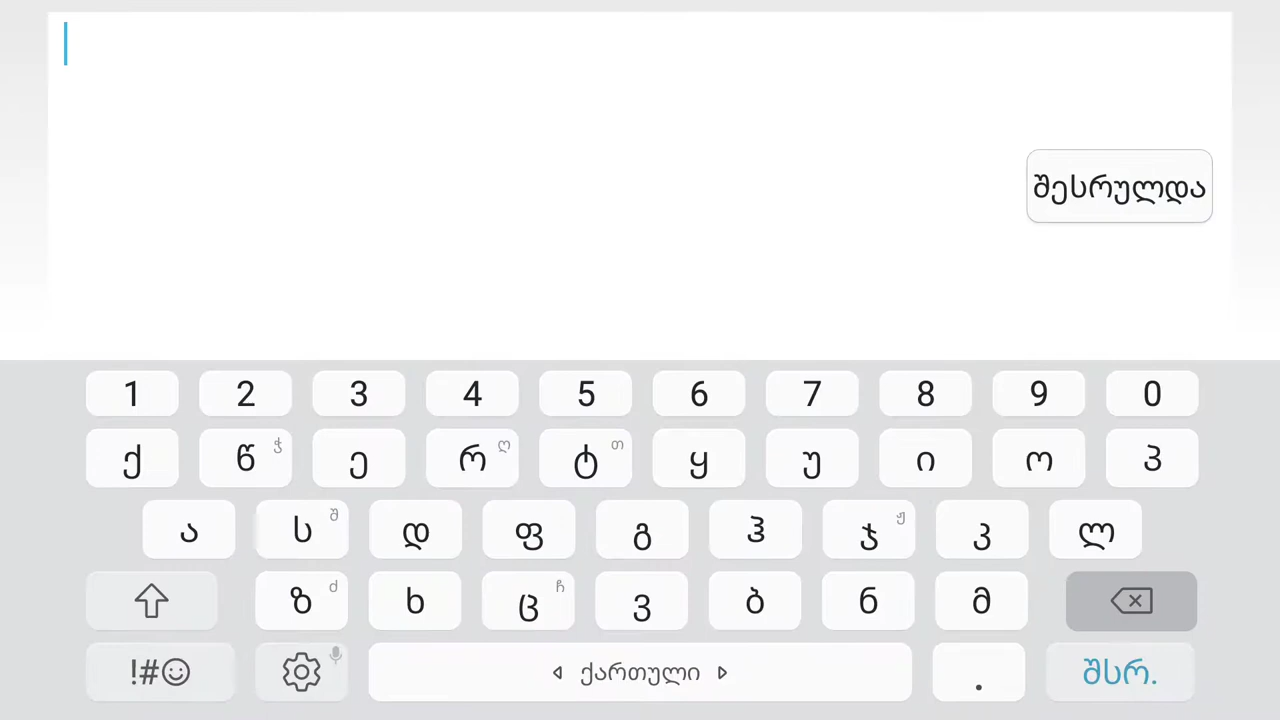 შესრულდა
1 2 3 4 5 6 7 8 9 0
ქ წ ჭ ე რ ღ ტ თ ყ უ ი ო პ
ა ს შ დ ფ გ ჰ ჯ ჟ კ ლ
ზ ძ ხ ც ჩ ვ ბ ნ მ
!#☺ ქართული . შსრ.